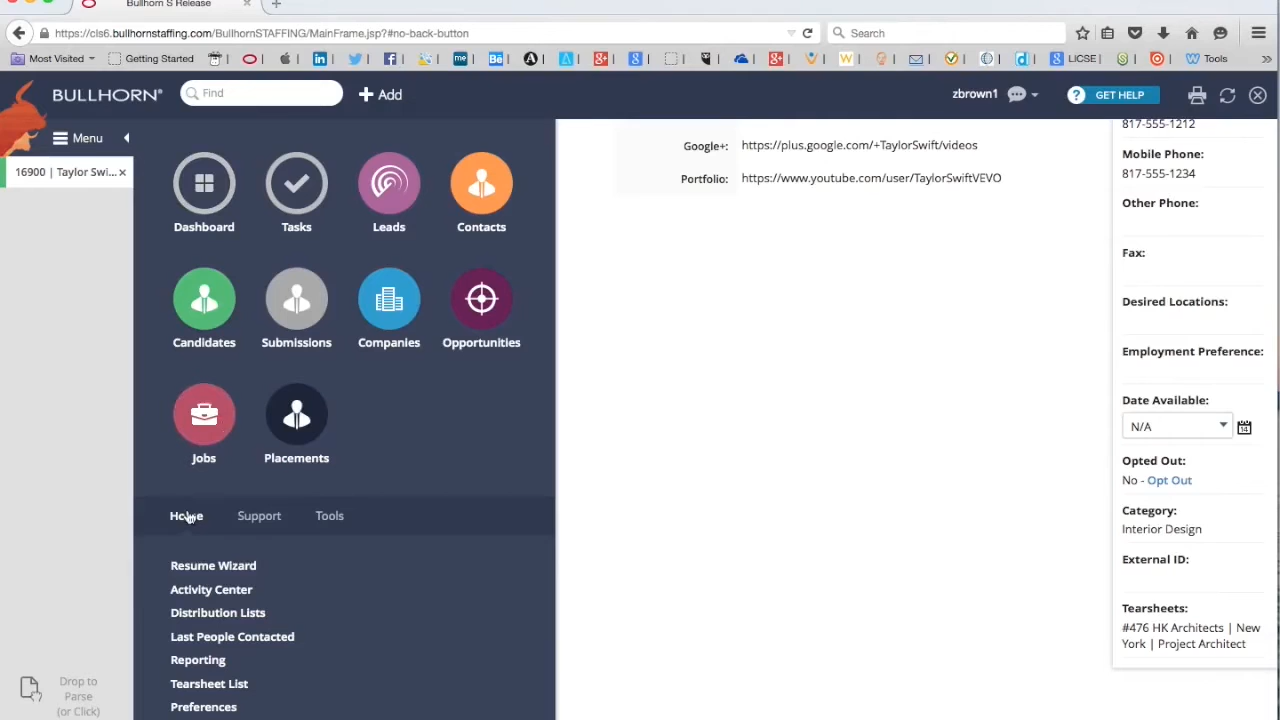 Bullhorn S Release
https://cls6.bullhornstaffing.com/BullhornSTAFFING/MainFrame.jsp?#no-back-button
Search
Most Visited
Getting Started
LiCSE
Tools
BULLHORN®
Find
Add
zbrown1
GET HELP
Menu
16900 | Taylor Swi...
Dashboard
Tasks
Leads
Contacts
Candidates
Submissions
Companies
Opportunities
Jobs
Placements
Home
Support
Tools
Resume Wizard
Activity Center
Distribution Lists
Last People Contacted
Reporting
Tearsheet List
Preferences
Drop to
Parse
(or Click)
Google+: https://plus.google.com/+TaylorSwift/videos
Portfolio: https://www.youtube.com/user/TaylorSwiftVEVO
817-555-1212
Mobile Phone:
817-555-1234
Other Phone:
Fax:
Desired Locations:
Employment Preference:
Date Available:
N/A
14
Opted Out:
No - Opt Out
Category:
Interior Design
External ID:
Tearsheets:
#476 HK Architects | New
York | Project Architect